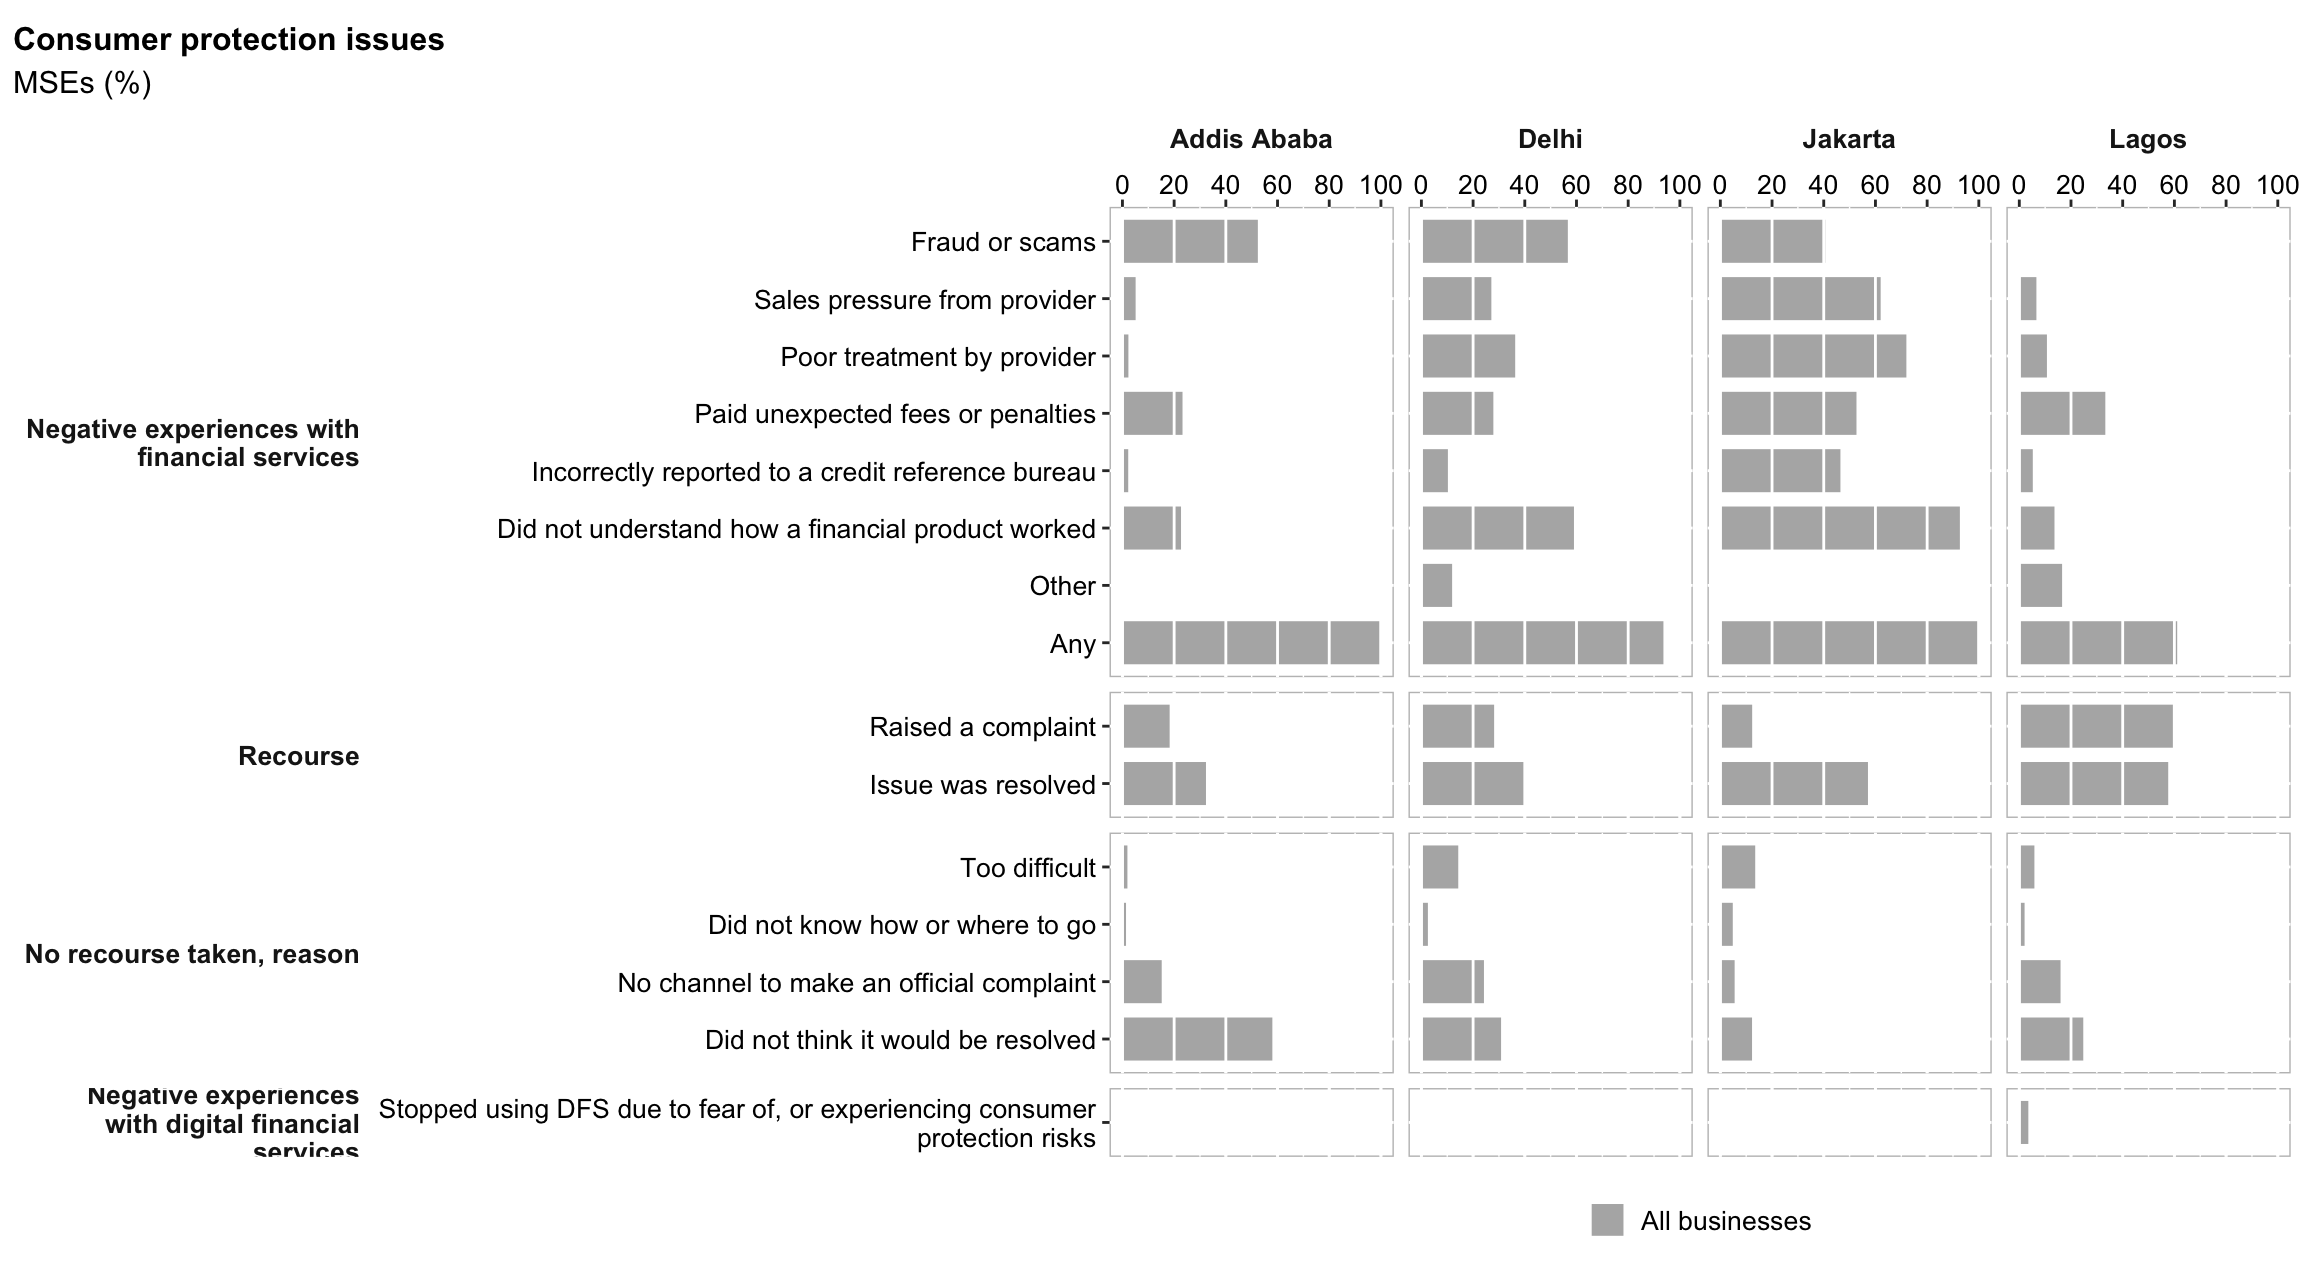 Consumer protection issues
MSEs (%)
Addis Ababa Delhi Jakarta Lagos
0 20 40 60 80 100 0 20 40 60 80 100 0 20 40 60 80 100 0 20 40 60 80 100
Negative experiences with
financial services
Fraud or scams
Sales pressure from provider
Poor treatment by provider
Paid unexpected fees or penalties
Incorrectly reported to a credit reference bureau
Did not understand how a financial product worked
Other
Any
Recourse
Raised a complaint
Issue was resolved
No recourse taken, reason
Too difficult
Did not know how or where to go
No channel to make an official complaint
Did not think it would be resolved
Negative experiences
with digital financial
services
Stopped using DFS due to fear of, or experiencing consumer
protection risks
All businesses